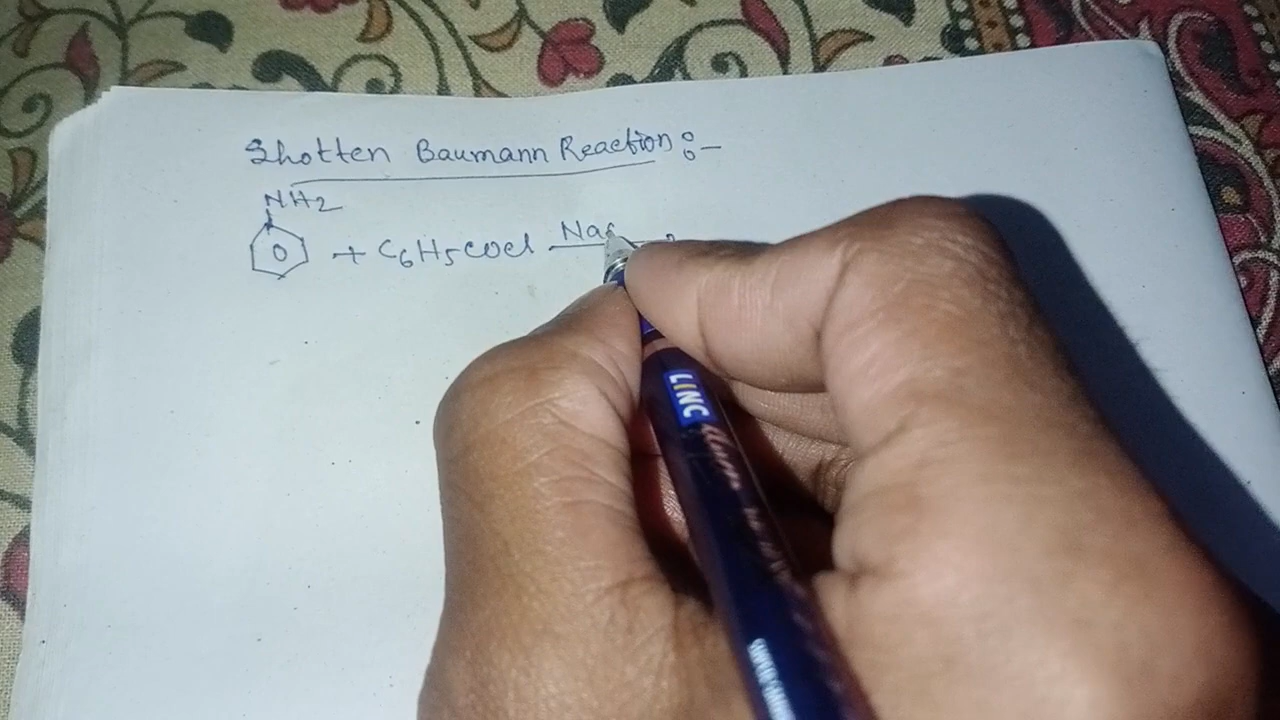 Shotten Baumann Reaction :-
NH2
+ C6H5COCl
LINC